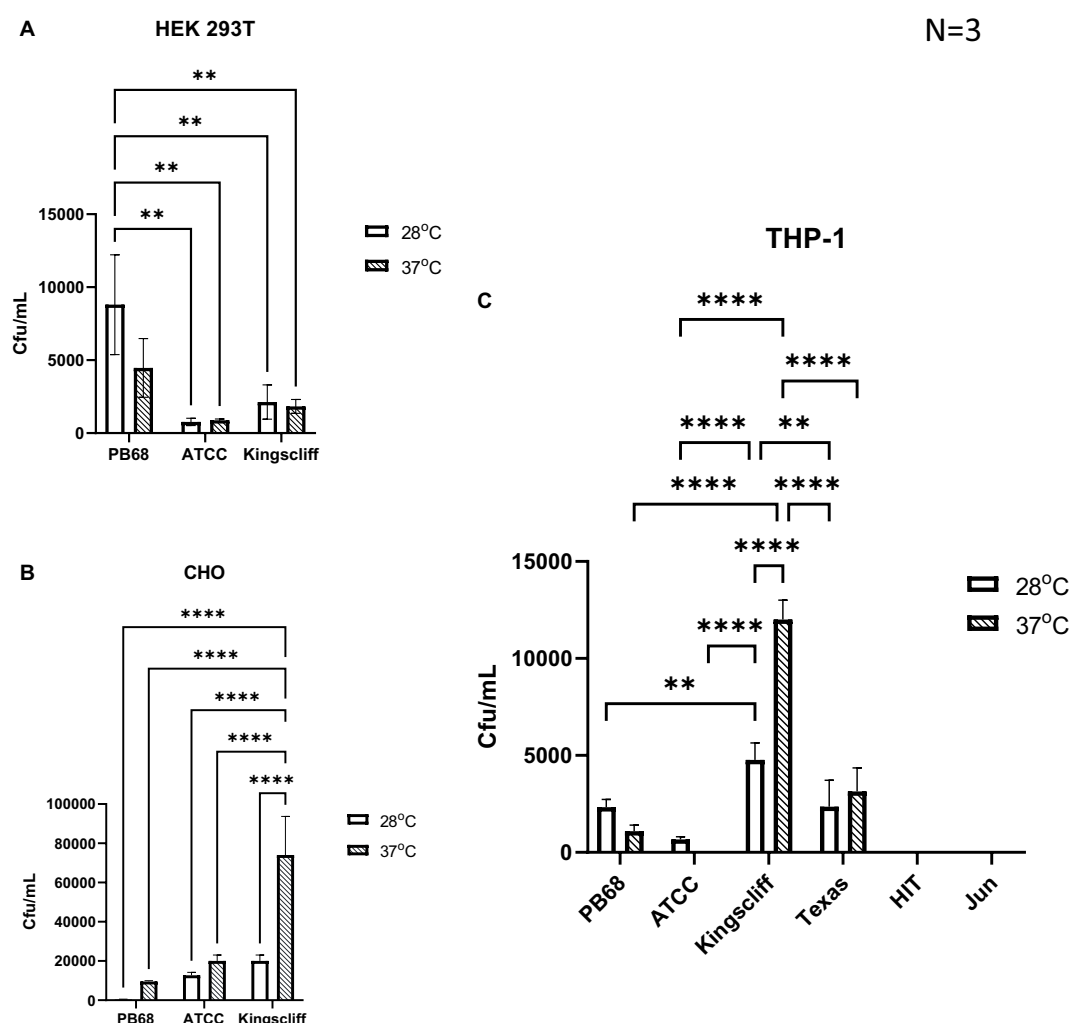 A
HEK 293T
N=3
**
**
**
**
15000
10000
5000
0
Cfu/mL
PB68 ATCC Kingscliff
28°C
37°C
B
CHO
****
****
****
****
****
100000
80000
60000
40000
20000
0
Cfu/mL
PB68 ATCC Kingscliff
28°C
37°C
THP-1
C
****
****
**** **
**** ****
****
****
**
15000
10000
5000
0
Cfu/mL
PB68 ATCC Kingscliff Texas HIT Jun
28°C
37°C